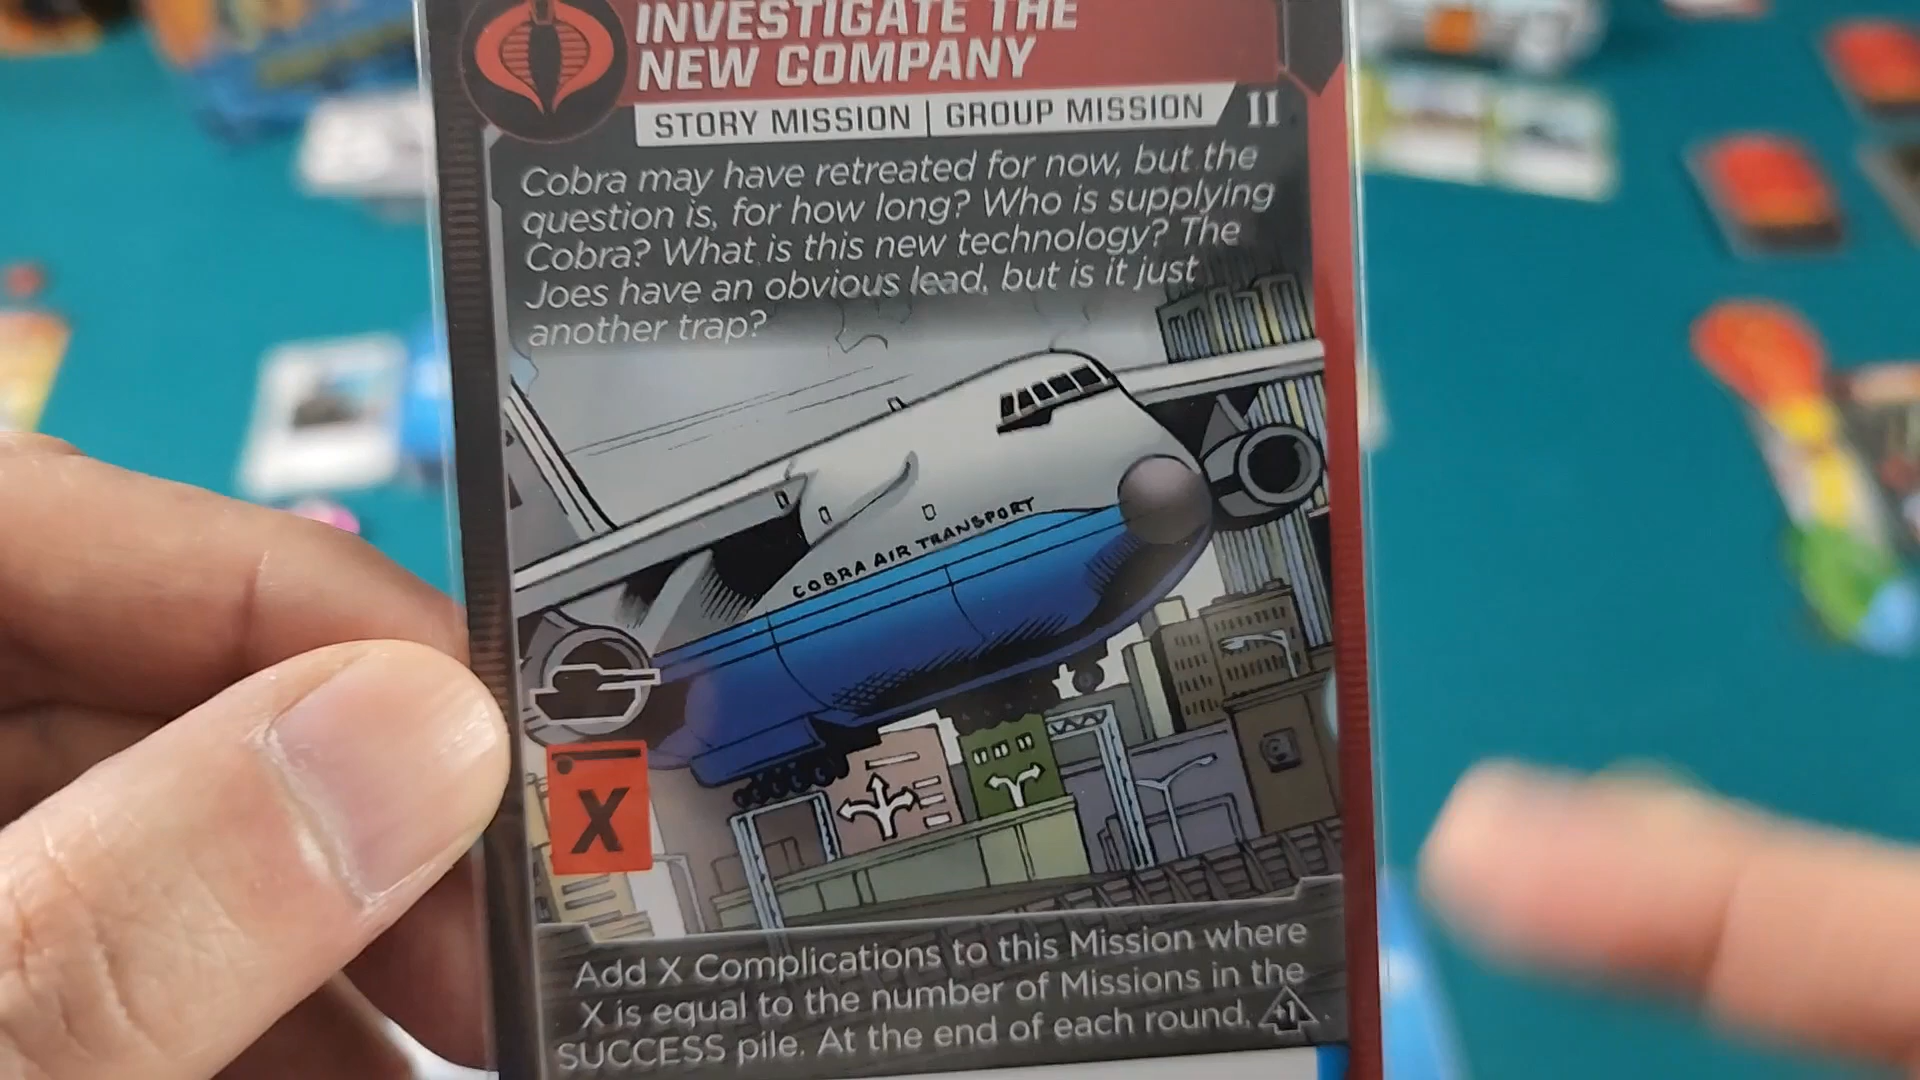 INVESTIGATE THE
NEW COMPANY
STORY MISSION | GROUP MISSION II
Cobra may have retreated for now, but the
question is, for how long? Who is supplying
Cobra? What is this new technology? The
Joes have an obvious lead, but is it just
another trap?
COBRA AIR TRANSPORT
X
Add X Complications to this Mission where
X is equal to the number of Missions in the
SUCCESS pile. At the end of each round, +1.